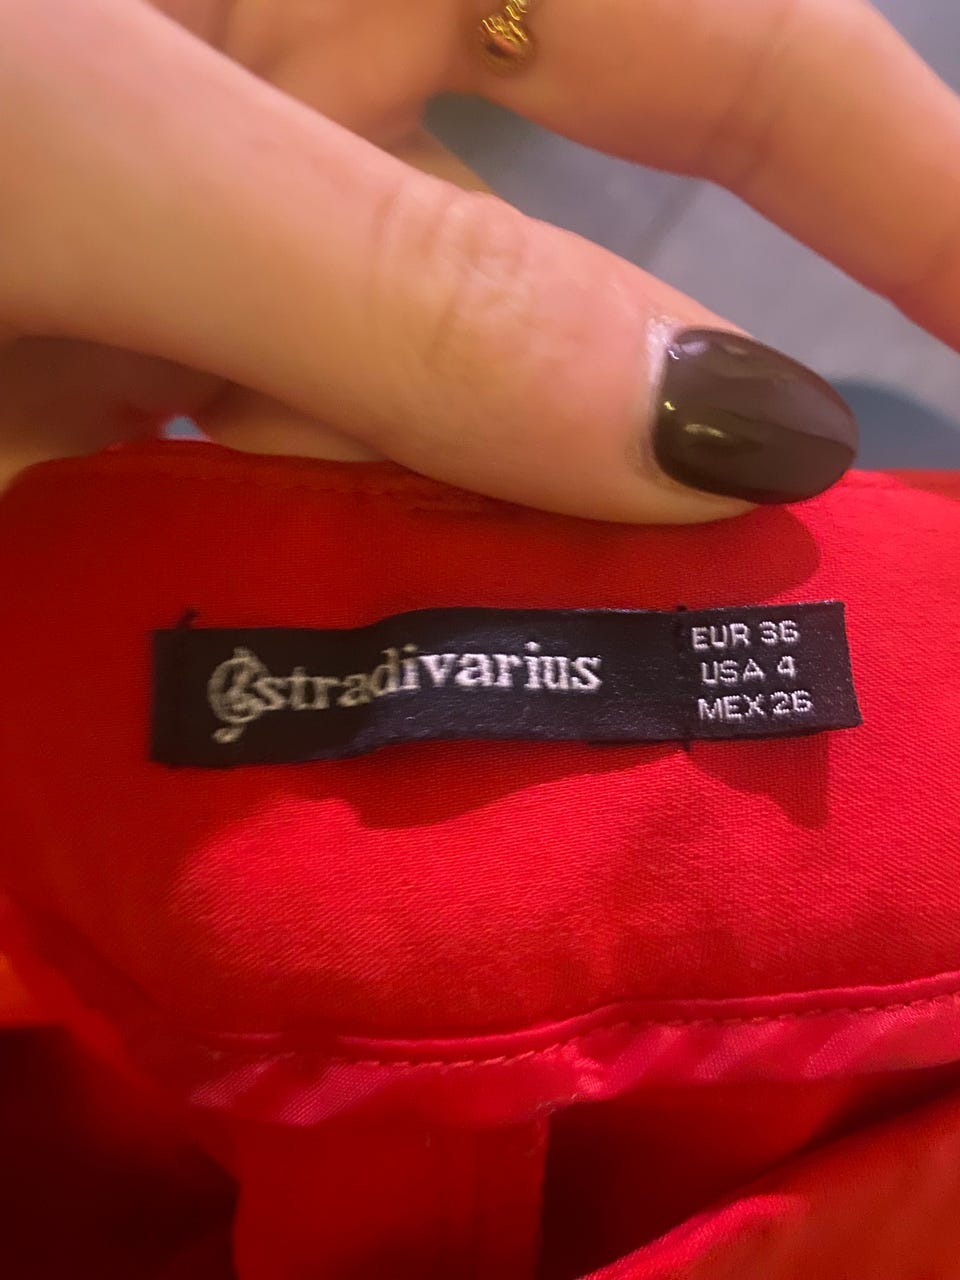 stradivarius
EUR 36
USA 4
MEX 26